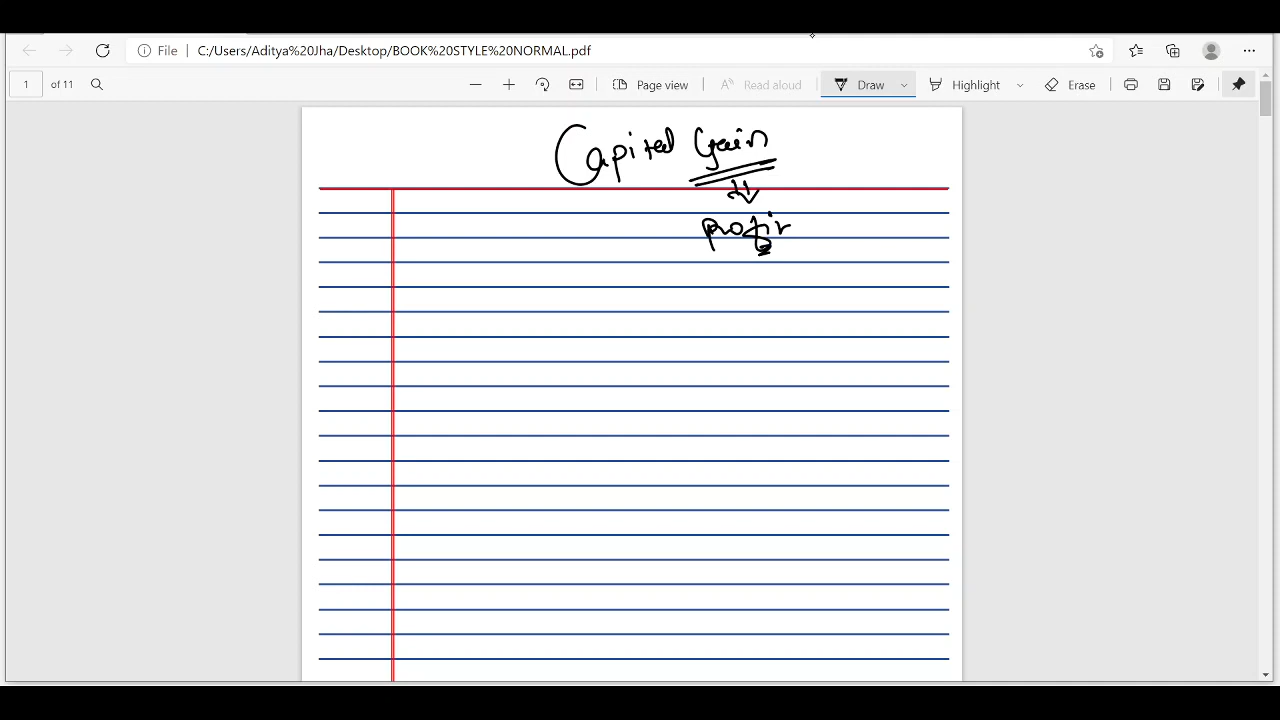 File C:/Users/Aditya%20Jha/Desktop/BOOK%20STYLE%20NORMAL.pdf
1 of 11 Page view Read aloud Draw Highlight Erase
Capital Gain
profit